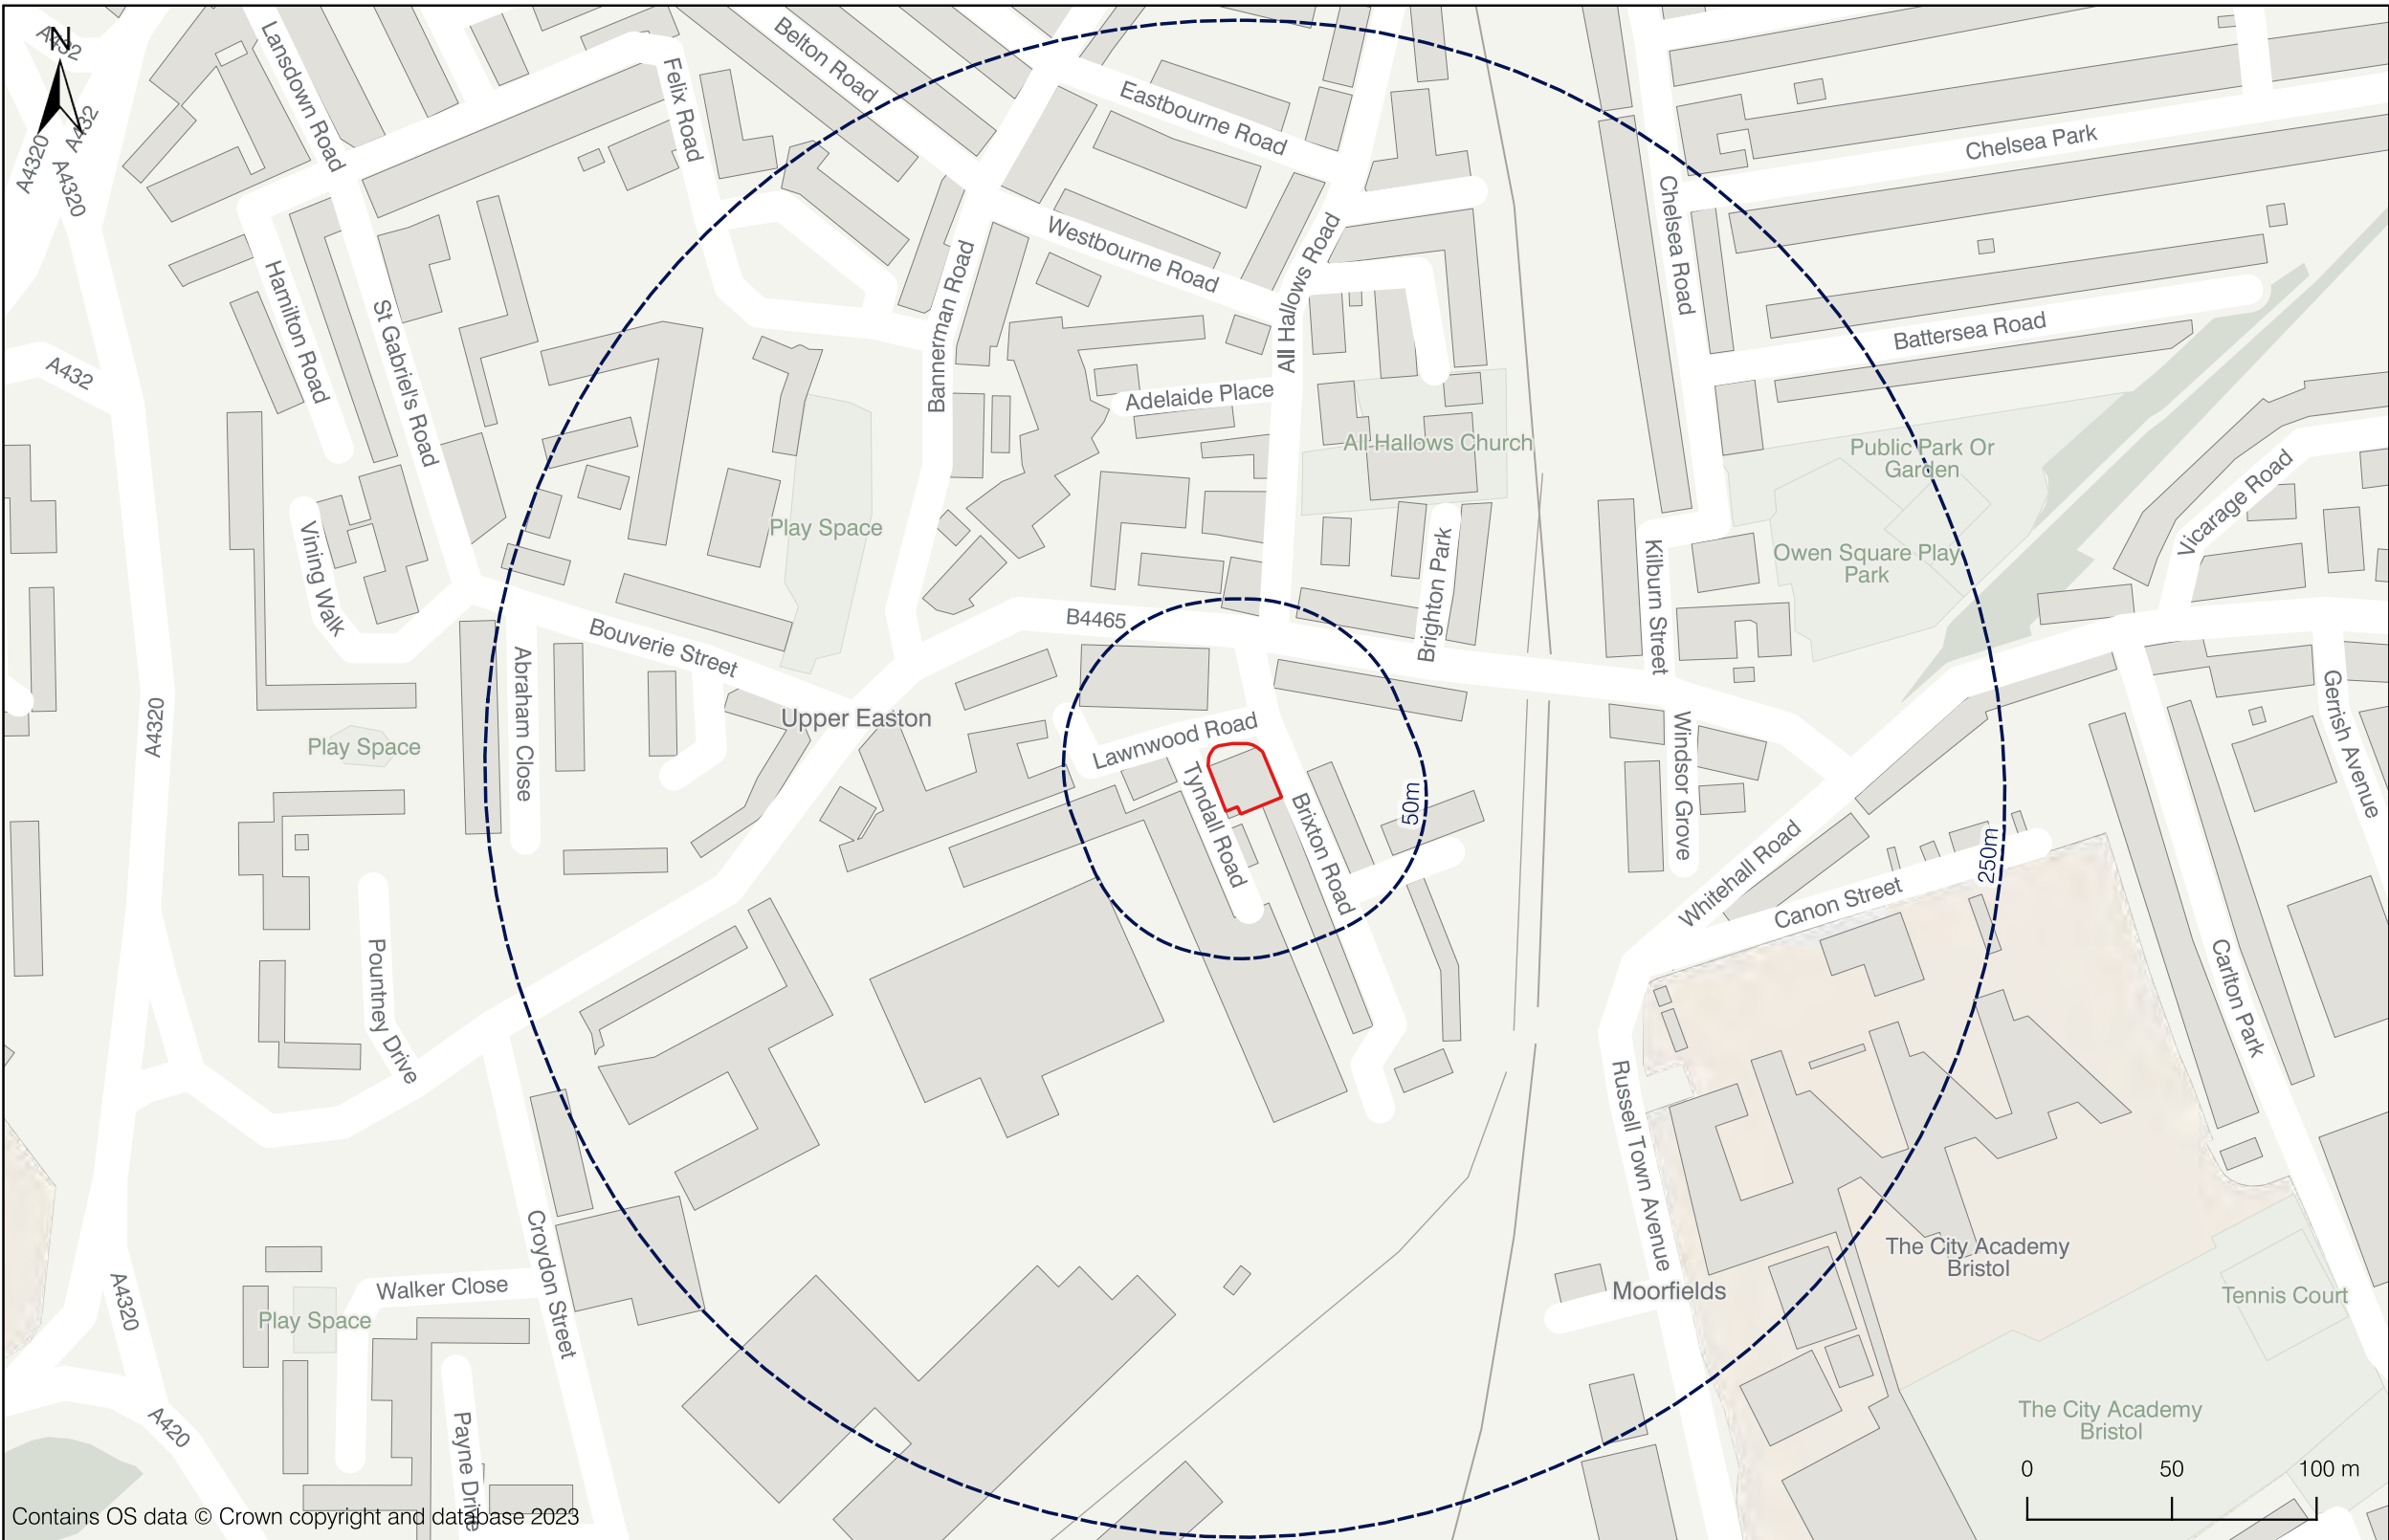 N
A432
A432
A4320
A4320
Lansdown Road
Felix Road
Belton Road
Eastbourne Road
Chelsea Park
Hamilton Road
St Gabriel's Road
Bannerman Road
Westbourne Road
All Hallows Road
Chelsea Road
Battersea Road
A432
Adelaide Place
All Hallows Church
Public Park Or
Garden
Vicarage Road
Vining Walk
Play Space
Brighton Park
Kilburn Street
Owen Square Play
Park
Abraham Close
Bouverie Street
B4465
A4320
Play Space
Upper Easton
Lawnwood Road
Tyndall Road
Brixton Road
50m
Windsor Grove
Whitehall Road
Gerrish Avenue
250m
Canon Street
Pountney Drive
Carlton Park
Russell Town Avenue
The City Academy
Bristol
Croydon Street
Walker Close
Moorfields
Tennis Court
A4320
Play Space
A420
Payne Drive
The City Academy
Bristol
0 50 100 m
Contains OS data © Crown copyright and database 2023